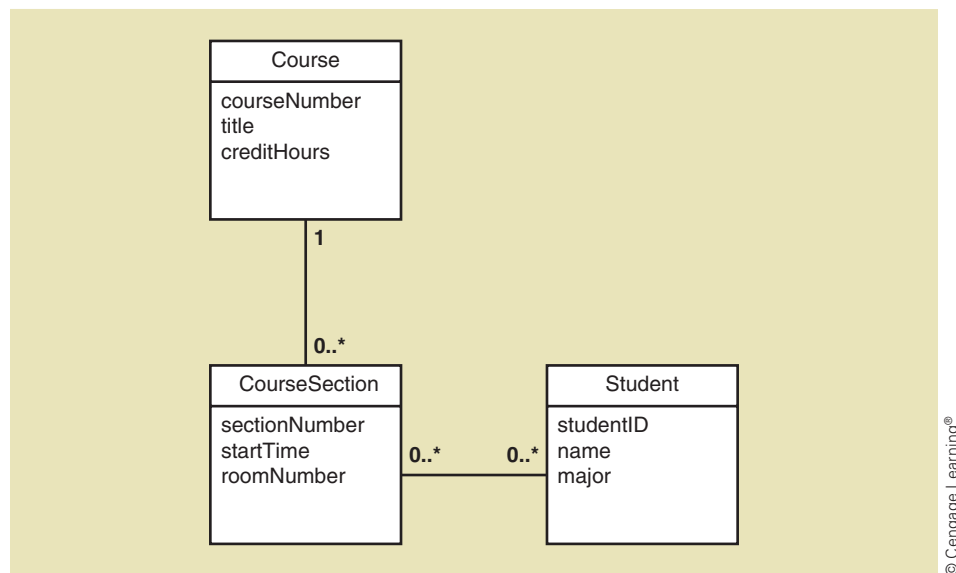 Course
courseNumber
title
creditHours
1
0..*
CourseSection
sectionNumber
startTime
roomNumber
0..*
0..*
Student
studentID
name
major
© Cengage Learning®